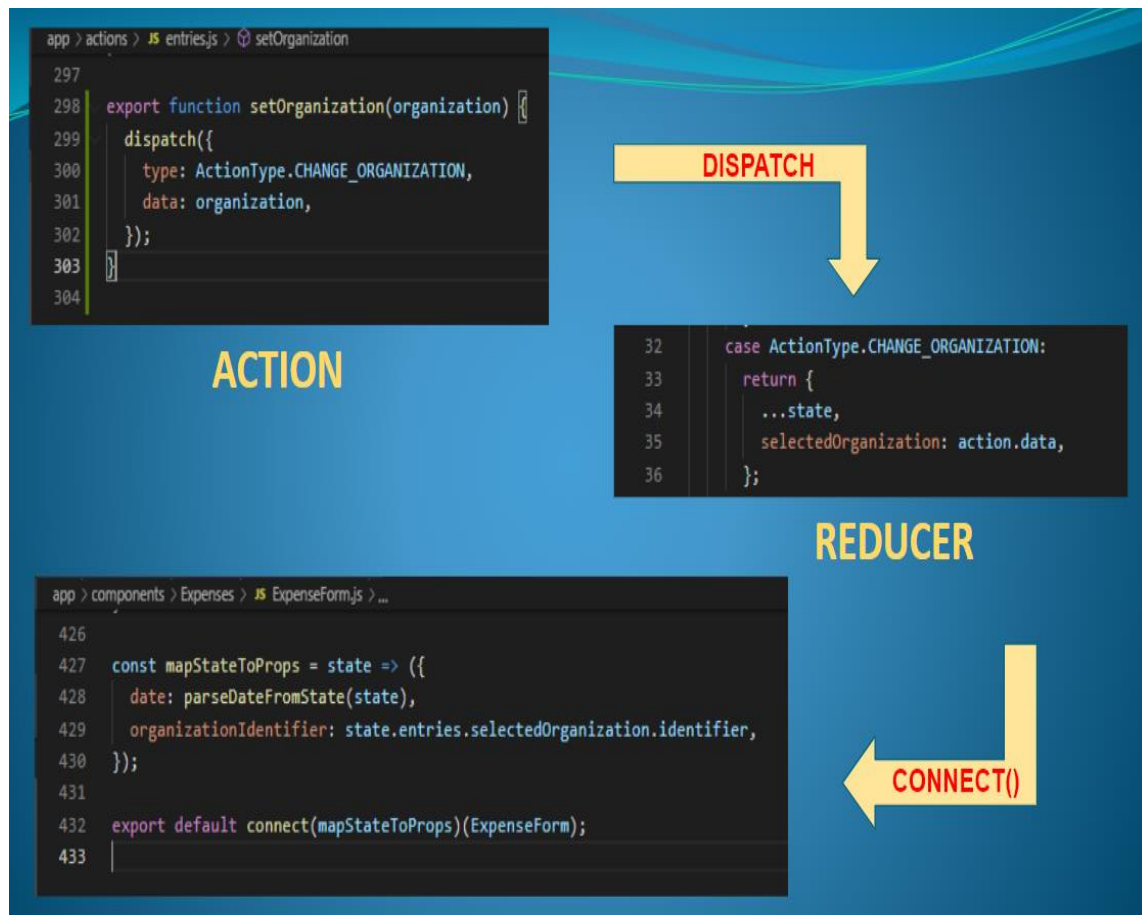 app > actions > JS entries.js > setOrganization
297
298 export function setOrganization(organization) {
299 dispatch({
300 type: ActionType.CHANGE_ORGANIZATION,
301 data: organization,
302 });
303 }
304
DISPATCH
ACTION
32 case ActionType.CHANGE_ORGANIZATION:
33 return {
34 ...state,
35 selectedOrganization: action.data,
36 };
REDUCER
app > components > Expenses > JS ExpenseForm.js > ...
426
427 const mapStateToProps = state => ({
428 date: parseDateFromState(state),
429 organizationIdentifier: state.entries.selectedOrganization.identifier,
430 });
431
432 export default connect(mapStateToProps)(ExpenseForm);
433
CONNECT()